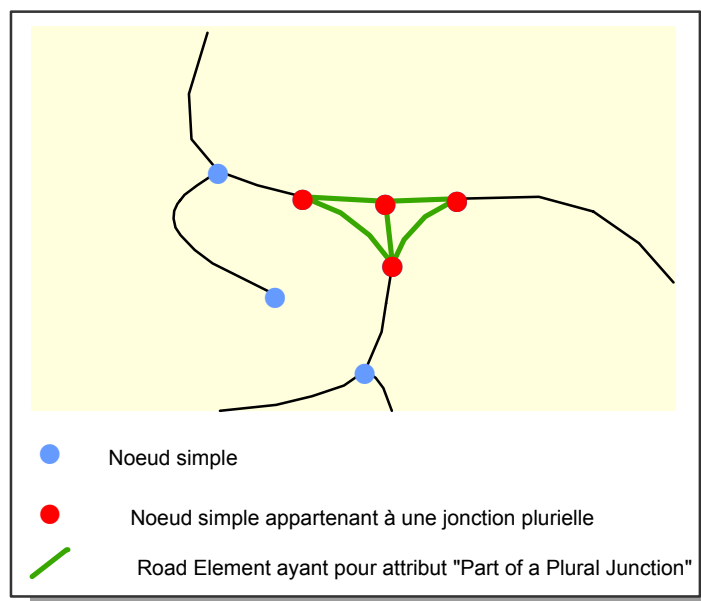 Noeud simple
Noeud simple appartenant à une jonction plurielle
Road Element ayant pour attribut "Part of a Plural Junction"